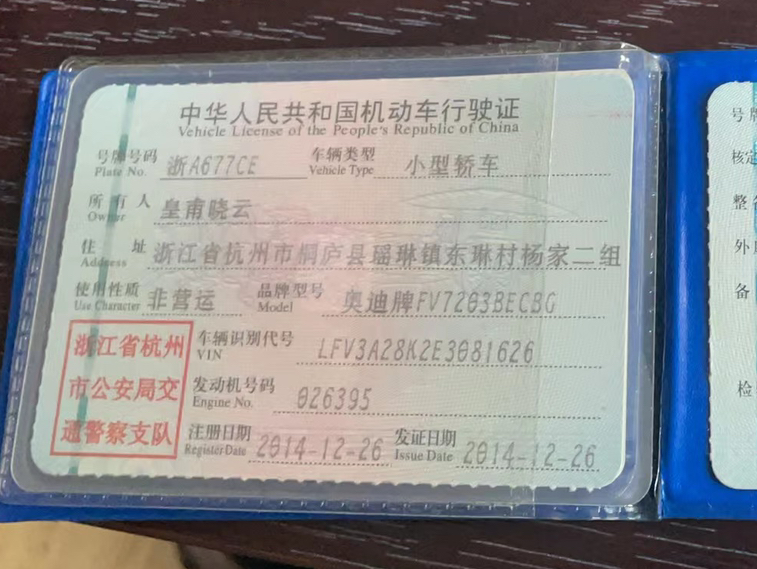 中华人民共和国机动车行驶证
Vehicle License of the People's Republic of China
号牌号码 浙A677CE 车辆类型 小型轿车
Plate No. Vehicle Type
所有人 皇甫晓云
Owner
住址 浙江省杭州市桐庐县瑶琳镇东琳村杨家二组
Address
使用性质 非营运 品牌型号 奥迪牌FV7203BECBG
Use Character Model
浙江省杭州
市公安局交
通警察支队
车辆识别代号 LFV3A28K2E3081626
VIN
发动机号码 026395
Engine No.
注册日期 2014-12-26 发证日期 2014-12-26
Register Date Issue Date
号牌
核定
整备
外
备
检